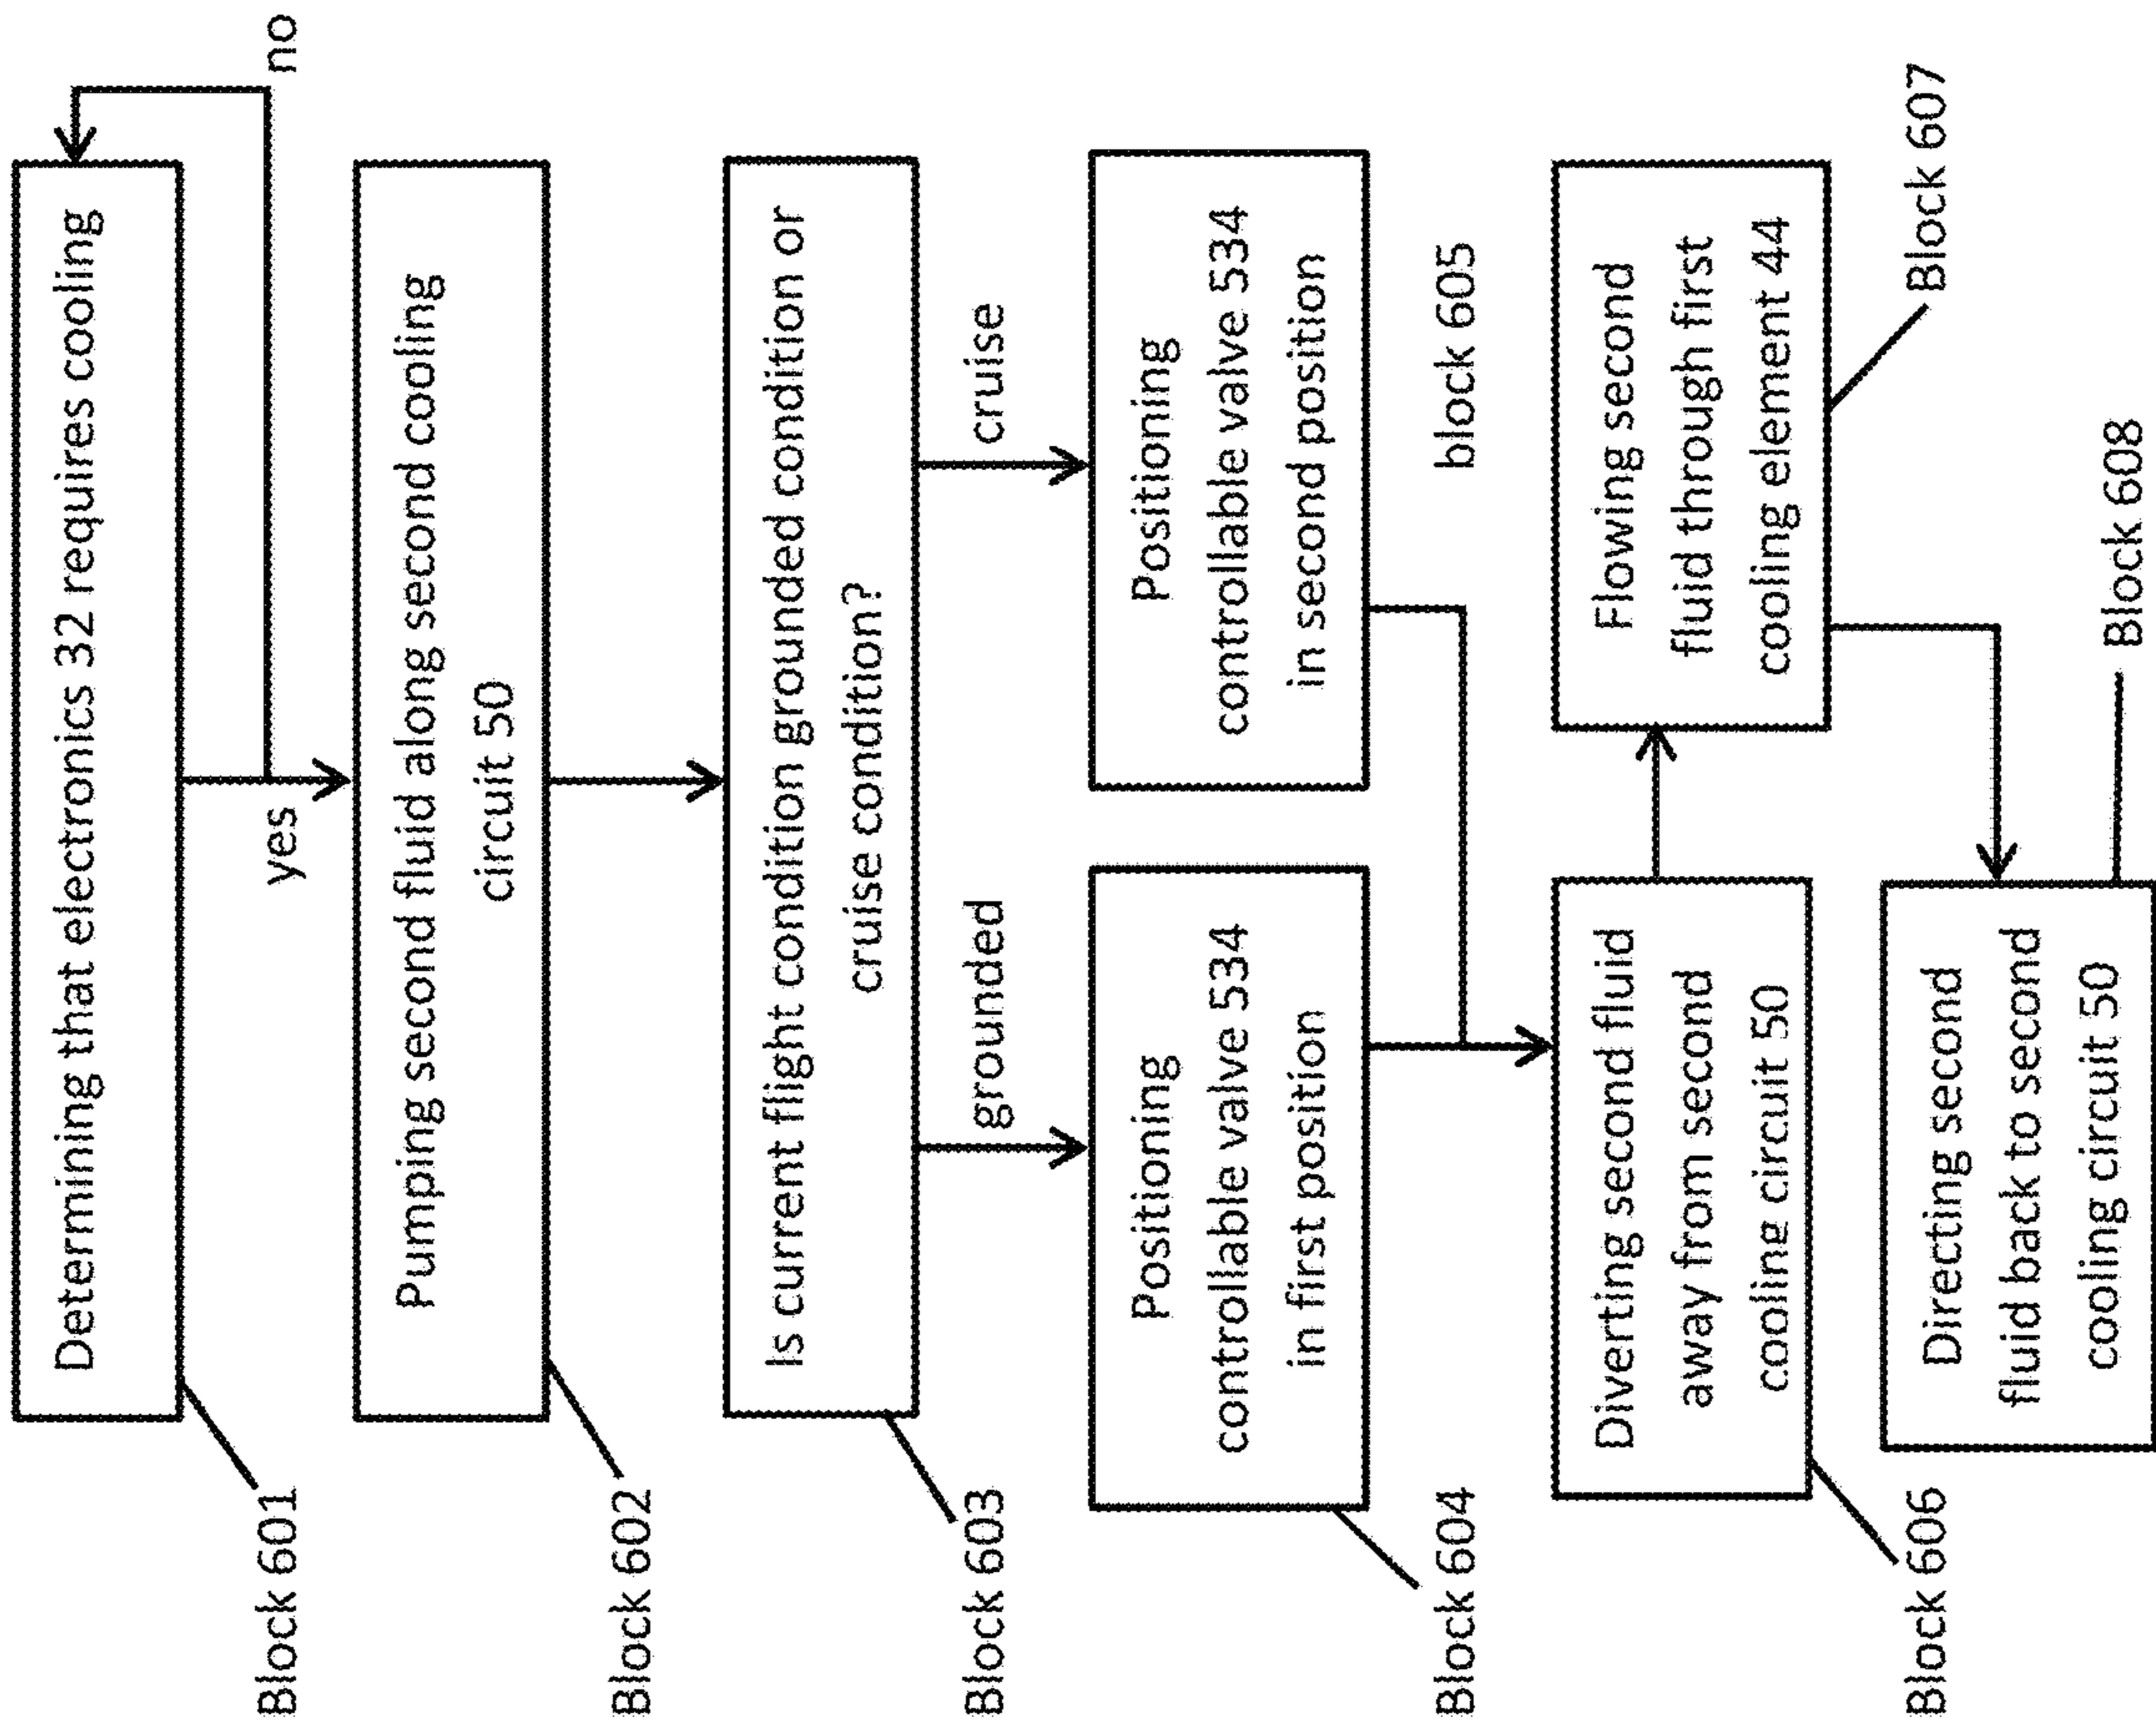 Determining that electronics 32 requires cooling
no
yes
Block 601
Pumping second fluid along second cooling
circuit 50
Block 602
Is current flight condition grounded condition or
cruise condition?
Block 603
grounded
cruise
Positioning
controllable valve 534
in first position
Block 604
Positioning
controllable valve 534
in second position
block 605
Diverting second fluid
away from second
cooling circuit 50
Block 606
Flowing second
fluid through first
cooling element 44
Block 607
Directing second
fluid back to second
cooling circuit 50
Block 608